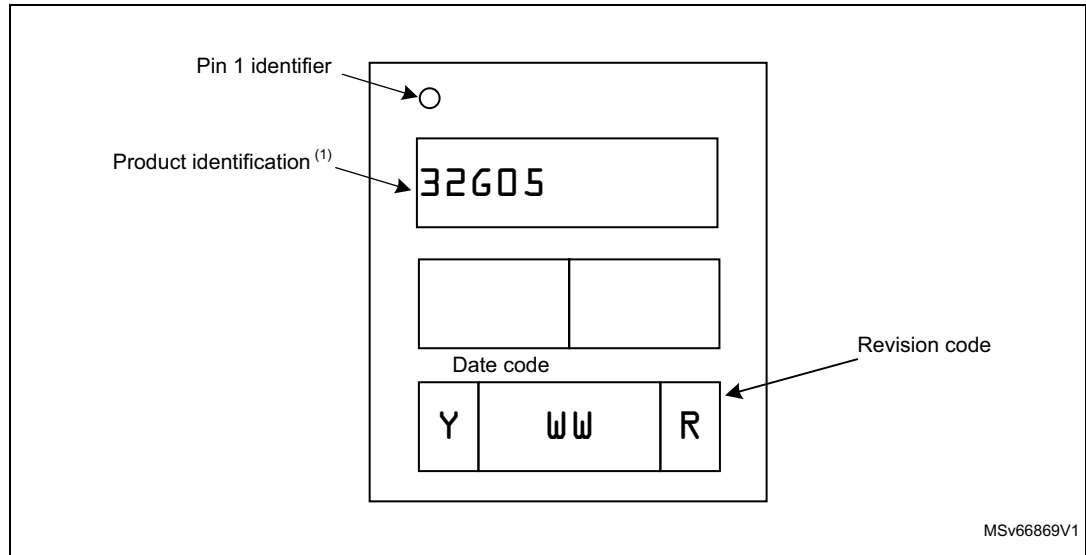 Pin 1 identifier
Product identification (1)
32G05
Date code
Revision code
Y WW R
MSv66869V1